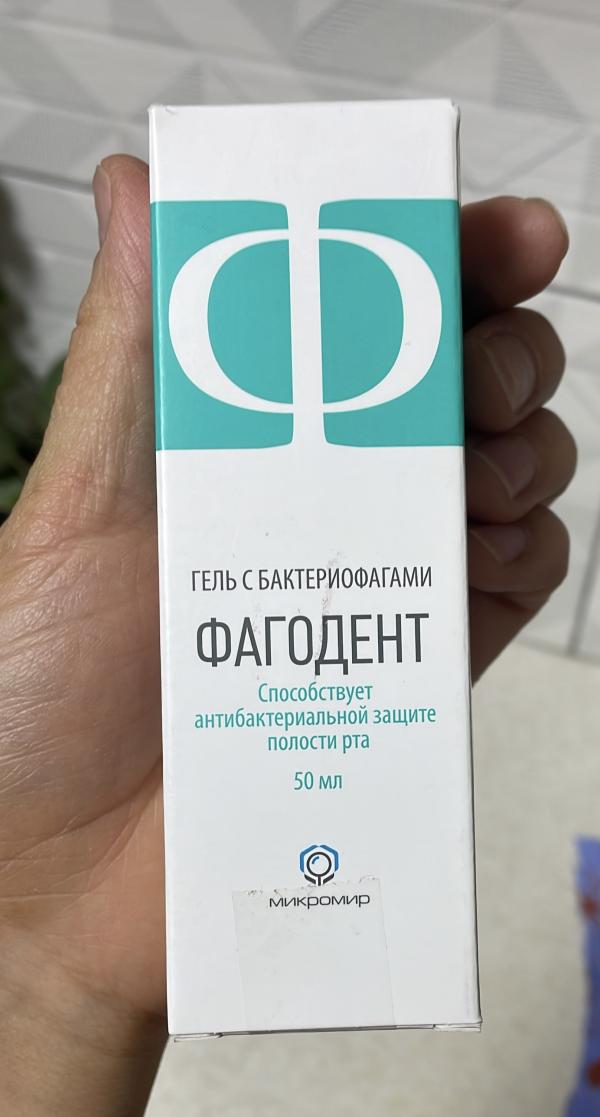 Ф
ГЕЛЬ С БАКТЕРИОФАГАМИ
ФАГОДЕНТ
Способствует
антибактериальной защите
полости рта
50 мл
микромир